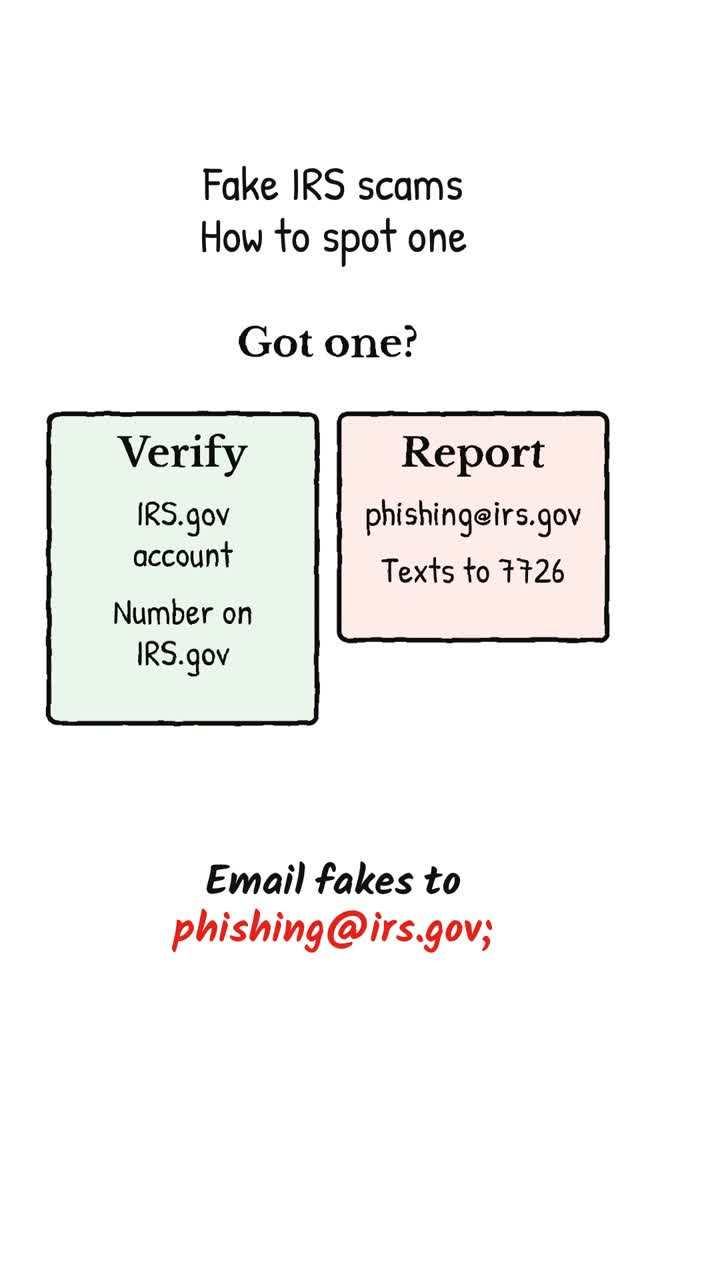 Fake IRS scams
How to spot one
Got one?
Verify
IRS.gov
account
Number on
IRS.gov
Report
phishing@irs.gov
Texts to 7726
Email fakes to
phishing@irs.gov;